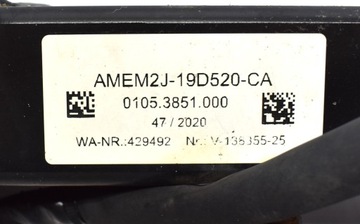 AMEM2J-19D520-CA
0105.3851.000
47 / 2020
WA-NR.:429492 Nr.: V-138355-25